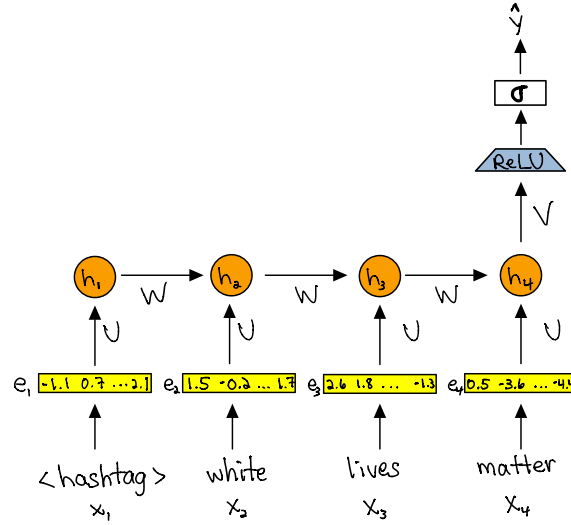 ŷ
σ
ReLU
V
h₁ h₂ h₃ h₄
W W W
U U U U
e₁ -1.1 0.7 ...2.1 e₂ 1.5 -0.2 ... 1.7 e₃ 2.6 1.8 ... -1.3 e₄ 0.5 -3.6 ... -4.4
<hashtag> white lives matter
x₁ x₂ x₃ x₄